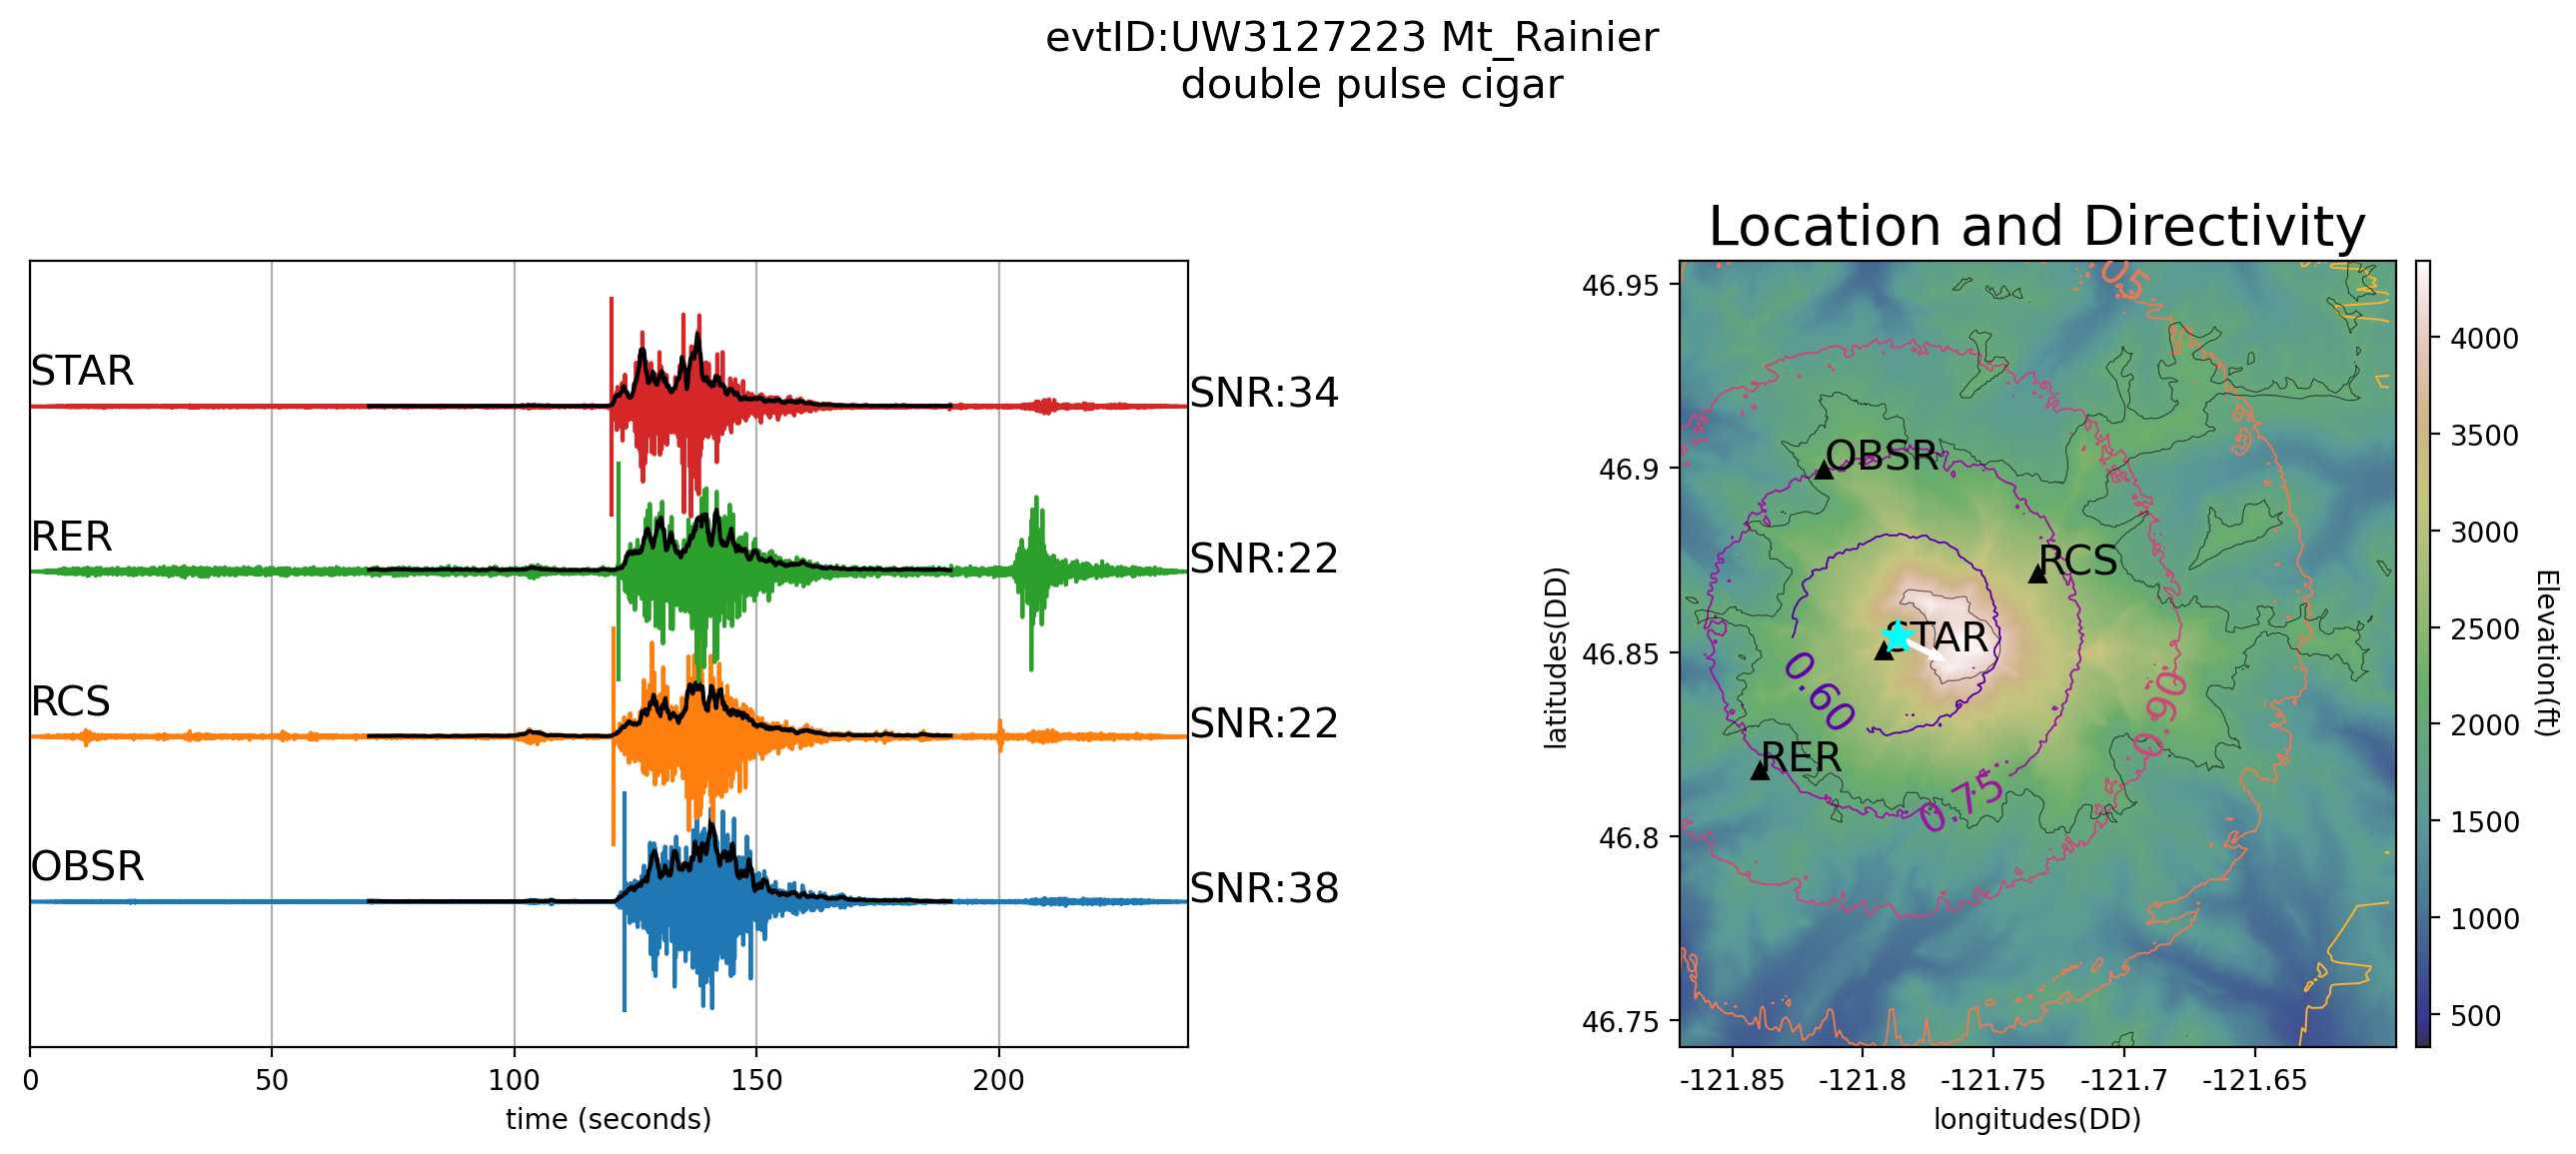 evtID:UW3127223 Mt_Rainier
double pulse cigar
STAR
SNR:34
RER
SNR:22
RCS
SNR:22
OBSR
SNR:38
0
50
100
150
200
time (seconds)
Location and Directivity
46.95
46.9
46.85
46.8
46.75
latitudes(DD)
OBSR
RCS
STAR
RER
0.60
0.75
0.90
-121.85
-121.8
-121.75
-121.7
-121.65
longitudes(DD)
4000
3500
3000
2500
2000
1500
1000
500
Elevation(ft)